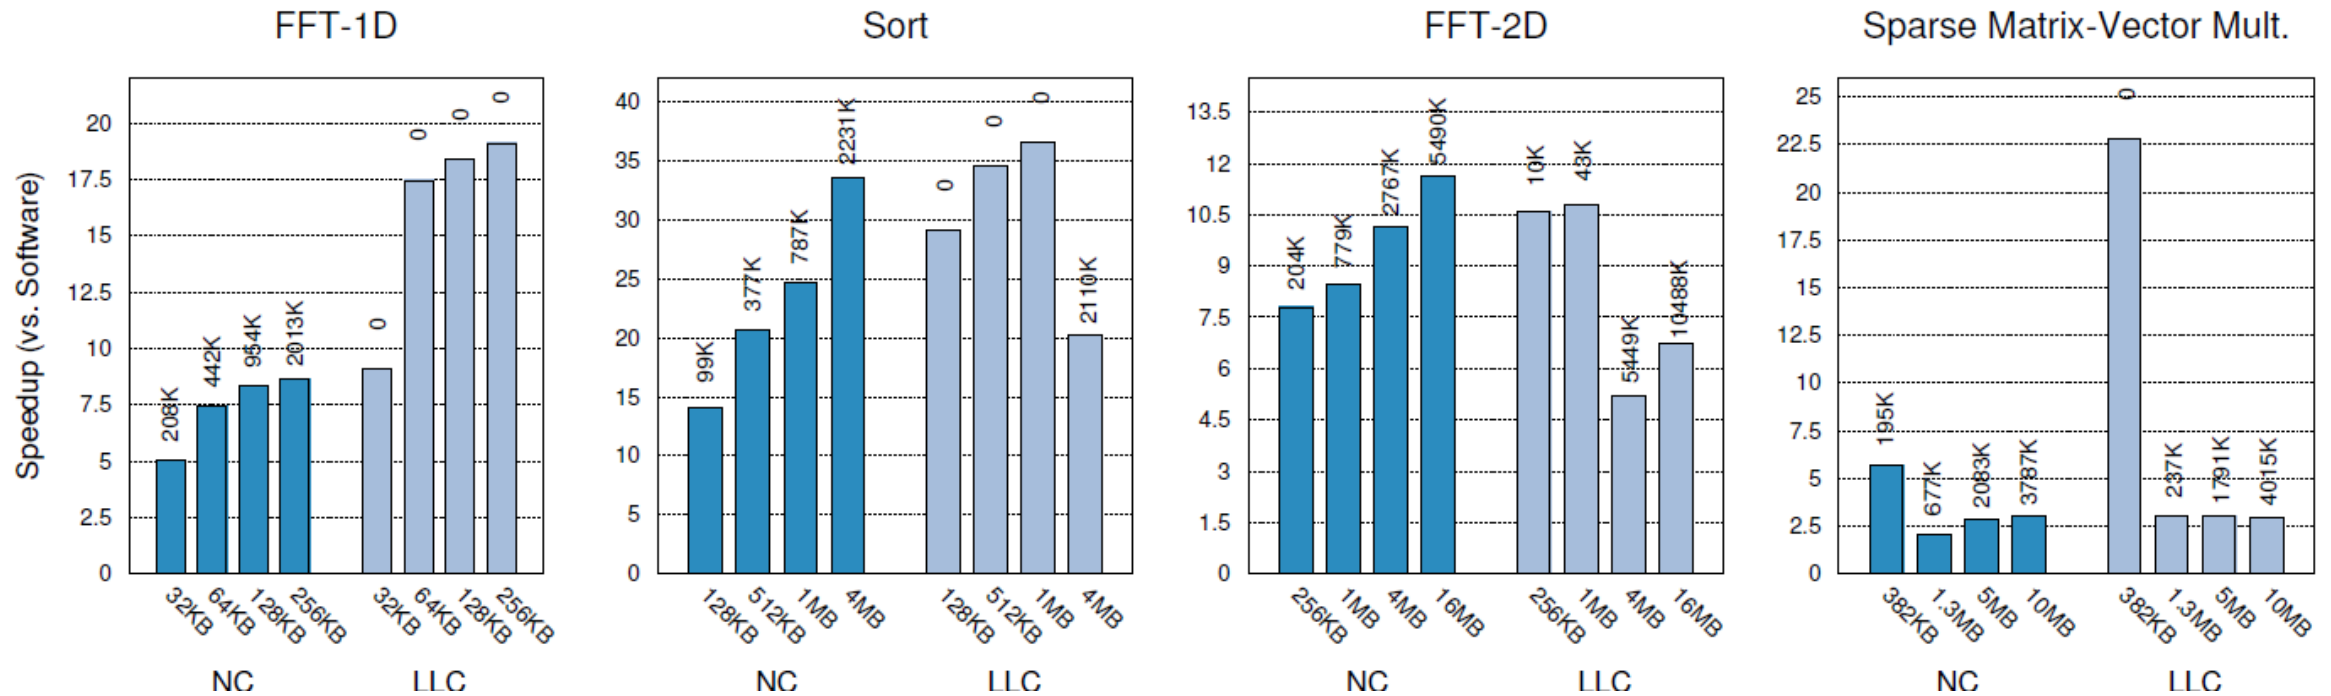 FFT-1D
Speedup (vs. Software)
20
17.5
15
12.5
10
7.5
5
2.5
0
208K
442K
954K
2013K
0
0
0
0
32KB
64KB
128KB
256KB
32KB
64KB
128KB
256KB
NC
LLC
Sort
40
35
30
25
20
15
10
5
0
99K
377K
787K
2231K
0
0
0
2110K
128KB
512KB
1MB
4MB
128KB
512KB
1MB
4MB
NC
LLC
FFT-2D
13.5
12
10.5
9
7.5
6
4.5
3
1.5
0
204K
779K
2767K
5490K
10K
43K
5449K
10488K
256KB
1MB
4MB
16MB
256KB
1MB
4MB
16MB
NC
LLC
Sparse Matrix-Vector Mult.
25
22.5
20
17.5
15
12.5
10
7.5
5
2.5
0
195K
677K
2083K
3787K
0
237K
1791K
4015K
382KB
1.3MB
5MB
10MB
382KB
1.3MB
5MB
10MB
NC
LLC